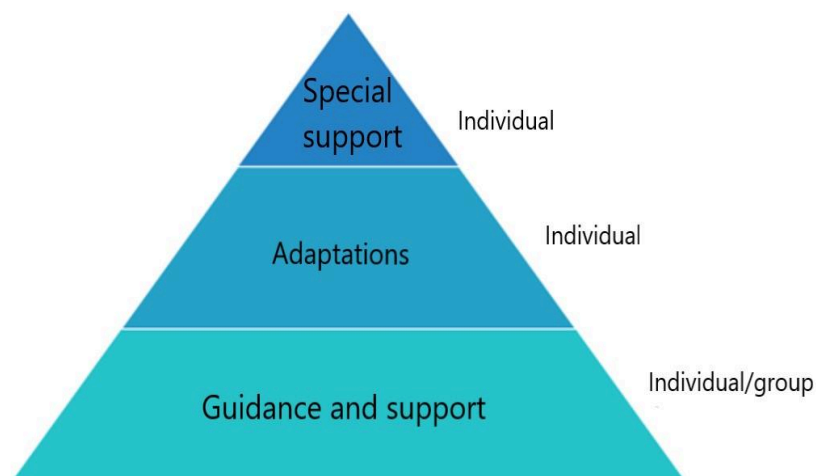 Special
support
Individual
Adaptations
Individual
Guidance and support
Individual/group